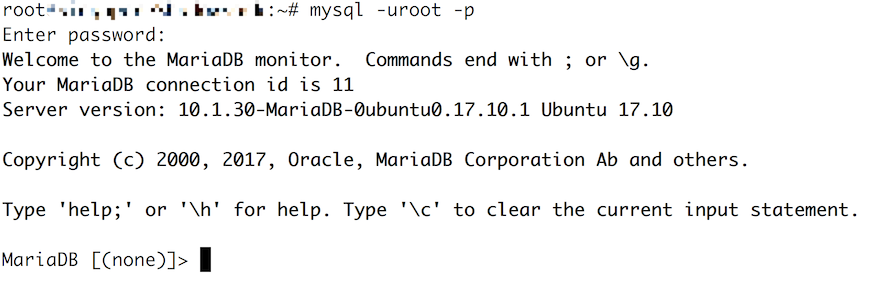 root :~# mysql -uroot -p
Enter password:
Welcome to the MariaDB monitor.  Commands end with ; or \g.
Your MariaDB connection id is 11
Server version: 10.1.30-MariaDB-0ubuntu0.17.10.1 Ubuntu 17.10
Copyright (c) 2000, 2017, Oracle, MariaDB Corporation Ab and others.
Type 'help;' or '\h' for help. Type '\c' to clear the current input statement.
MariaDB [(none)]>